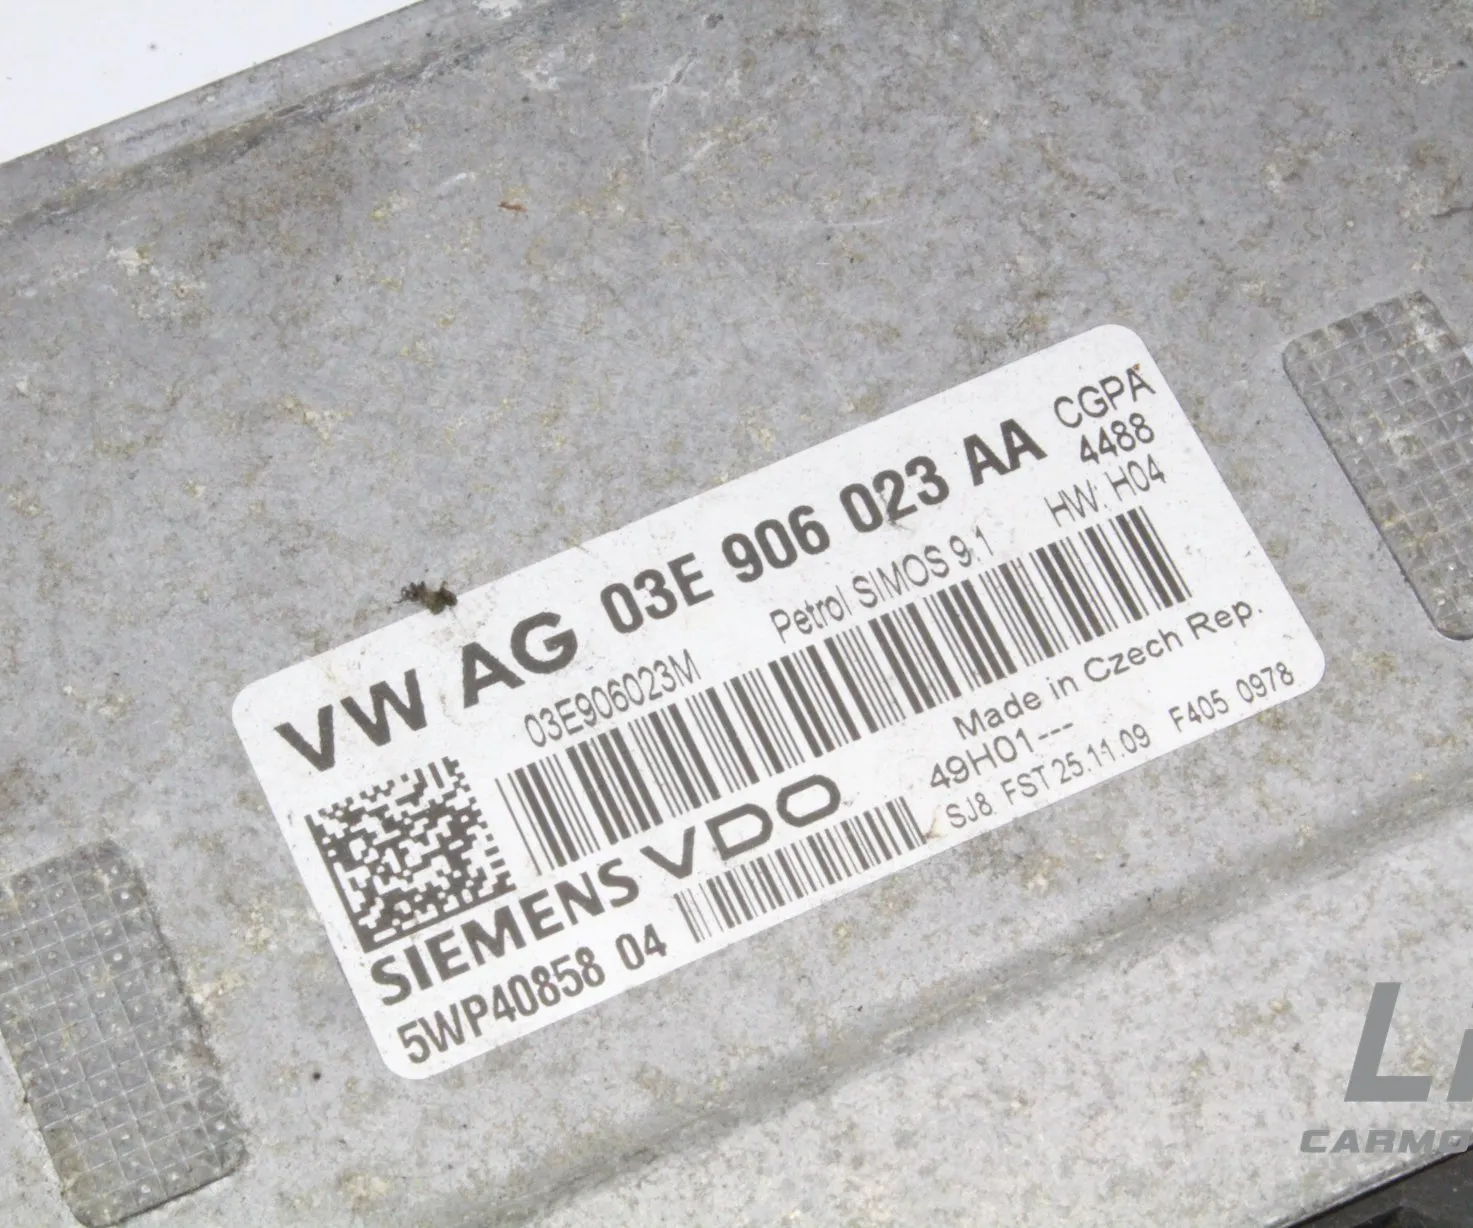 VW AG 03E 906 023 AA CGPA
4488
03E906023M Petrol SIMOS 9.1 HW: H04
Made in Czech Rep.
49H01---
SJ8 FST 25.11.09 F405 0978
SIEMENS VDO
5WP40858 04